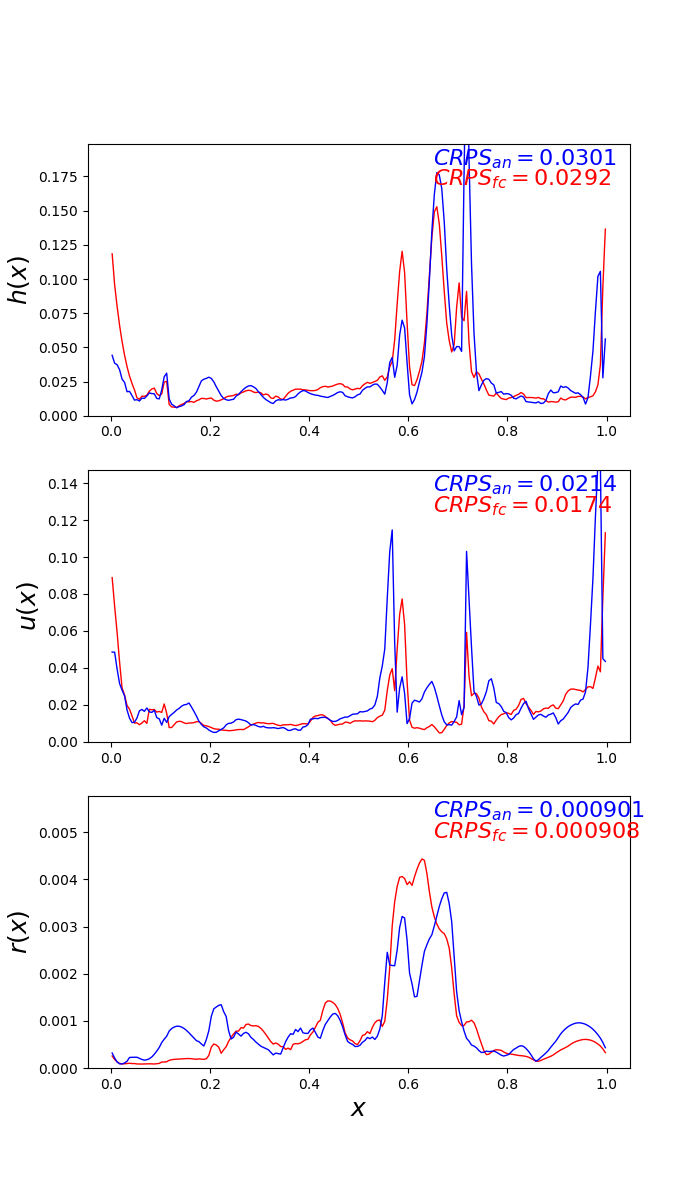 CRPS_an = 0.0301
CRPS_fc = 0.0292
h(x)
0.175
0.150
0.125
0.100
0.075
0.050
0.025
0.000
0.0 0.2 0.4 0.6 0.8 1.0
CRPS_an = 0.0214
CRPS_fc = 0.0174
u(x)
0.14
0.12
0.10
0.08
0.06
0.04
0.02
0.00
0.0 0.2 0.4 0.6 0.8 1.0
CRPS_an = 0.000901
CRPS_fc = 0.000908
r(x)
0.005
0.004
0.003
0.002
0.001
0.000
0.0 0.2 0.4 0.6 0.8 1.0
x